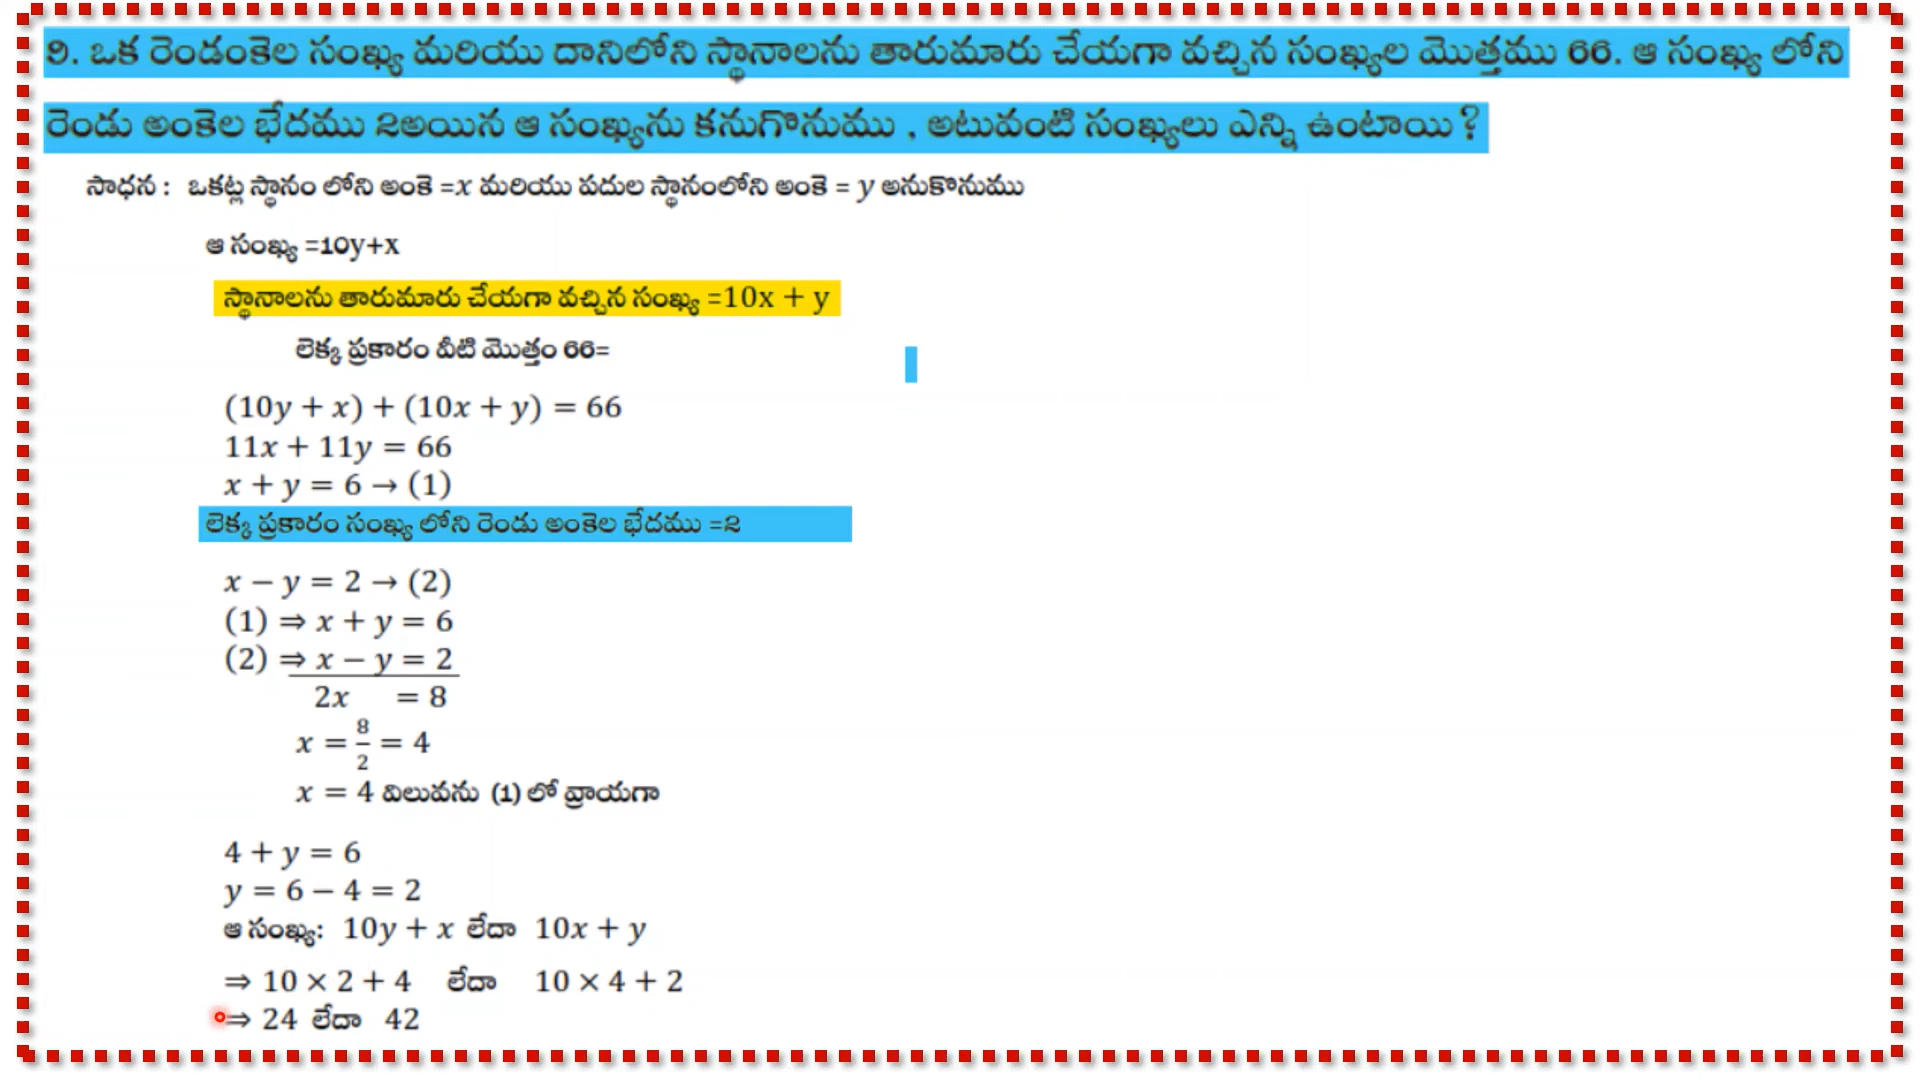 9. ఒక రెండంకెల సంఖ్య మరియు దానిలోని స్థానాలను తారుమారు చేయగా వచ్చిన సంఖ్యల మొత్తము 66. ఆ సంఖ్య లోని
రెండు అంకెల భేదము 2అయిన ఆ సంఖ్యను కనుగొనుము , అటువంటి సంఖ్యలు ఎన్ని ఉంటాయి?
సాధన : ఒకట్ల స్థానం లోని అంకె =x మరియు పదుల స్థానంలోని అంకె = y అనుకొనుము
ఆ సంఖ్య =10y+x
స్థానాలను తారుమారు చేయగా వచ్చిన సంఖ్య =10x + y
లెక్క ప్రకారం వీటి మొత్తం 66=
(10y + x) + (10x + y) = 66
11x + 11y = 66
x + y = 6 → (1)
లెక్క ప్రకారం సంఖ్య లోని రెండు అంకెల భేదము =2
x − y = 2 → (2)
(1) ⇒ x + y = 6
(2) ⇒ x − y = 2
2x = 8
x = 8/2 = 4
x = 4 విలువను (1) లో వ్రాయగా
4 + y = 6
y = 6 − 4 = 2
ఆ సంఖ్య: 10y + x లేదా 10x + y
⇒ 10 × 2 + 4 లేదా 10 × 4 + 2
⇒ 24 లేదా 42